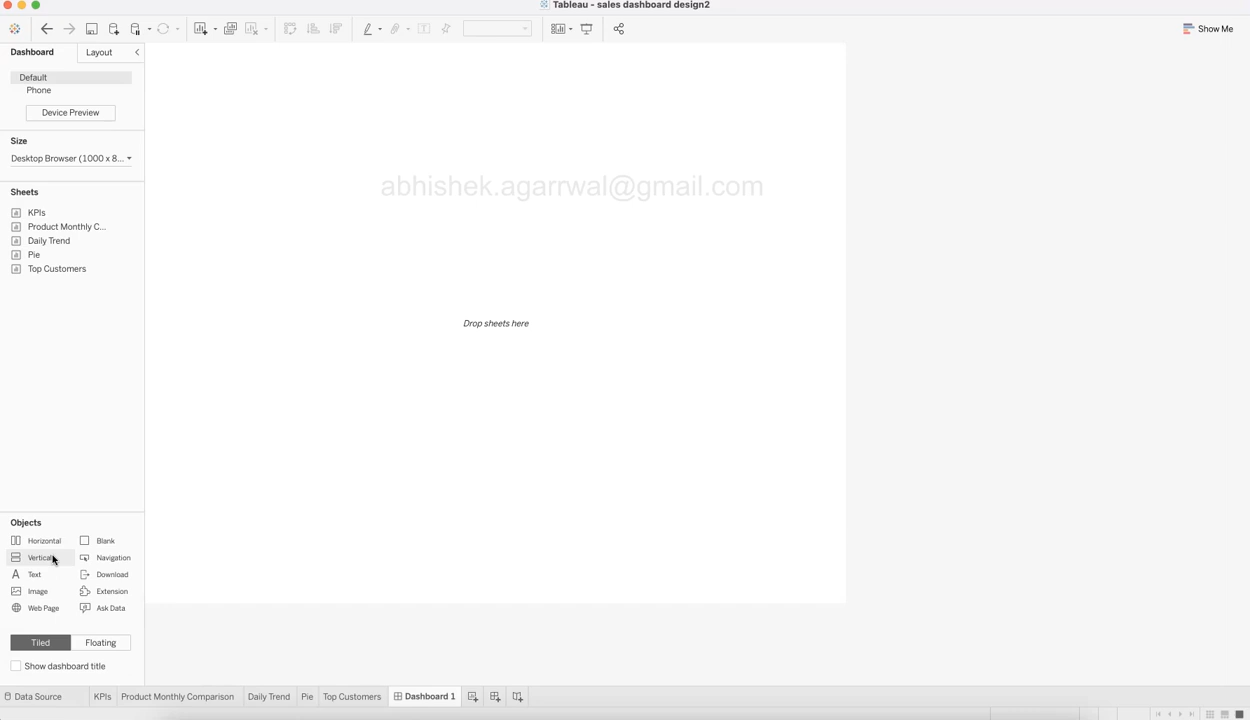 Tableau - sales dashboard design2
Show Me
Dashboard
Layout
Default
Phone
Device Preview
Size
Desktop Browser (1000 x 8...
Sheets
KPIs
Product Monthly C...
Daily Trend
Pie
Top Customers
abhishek.agarrwal@gmail.com
Drop sheets here
Objects
Horizontal
Blank
Vertical
Navigation
Text
Download
Image
Extension
Web Page
Ask Data
Tiled
Floating
Show dashboard title
Data Source
KPIs
Product Monthly Comparison
Daily Trend
Pie
Top Customers
Dashboard 1